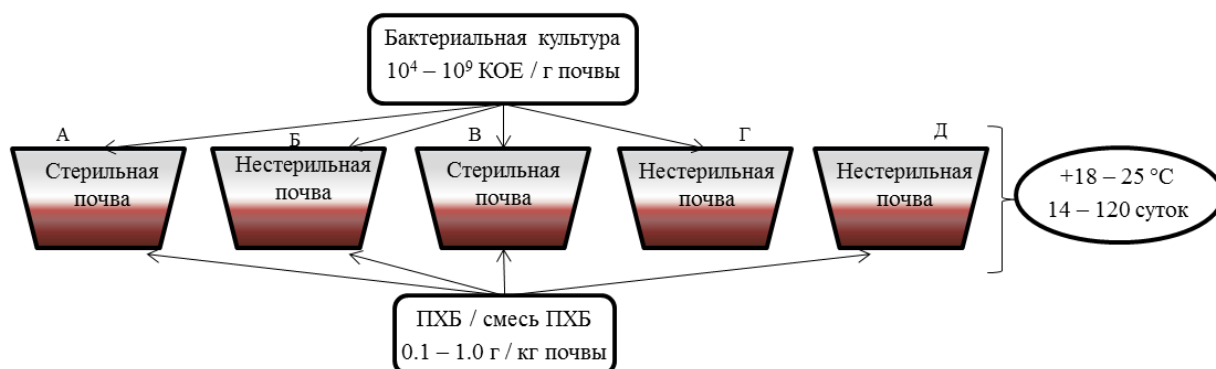 Бактериальная культура
10⁴ – 10⁹ КОЕ / г почвы
А
Б
В
Г
Д
Стерильная
почва
Нестерильная
почва
Стерильная
почва
Нестерильная
почва
Нестерильная
почва
+18 – 25 °С
14 – 120 суток
ПХБ / смесь ПХБ
0.1 – 1.0 г / кг почвы